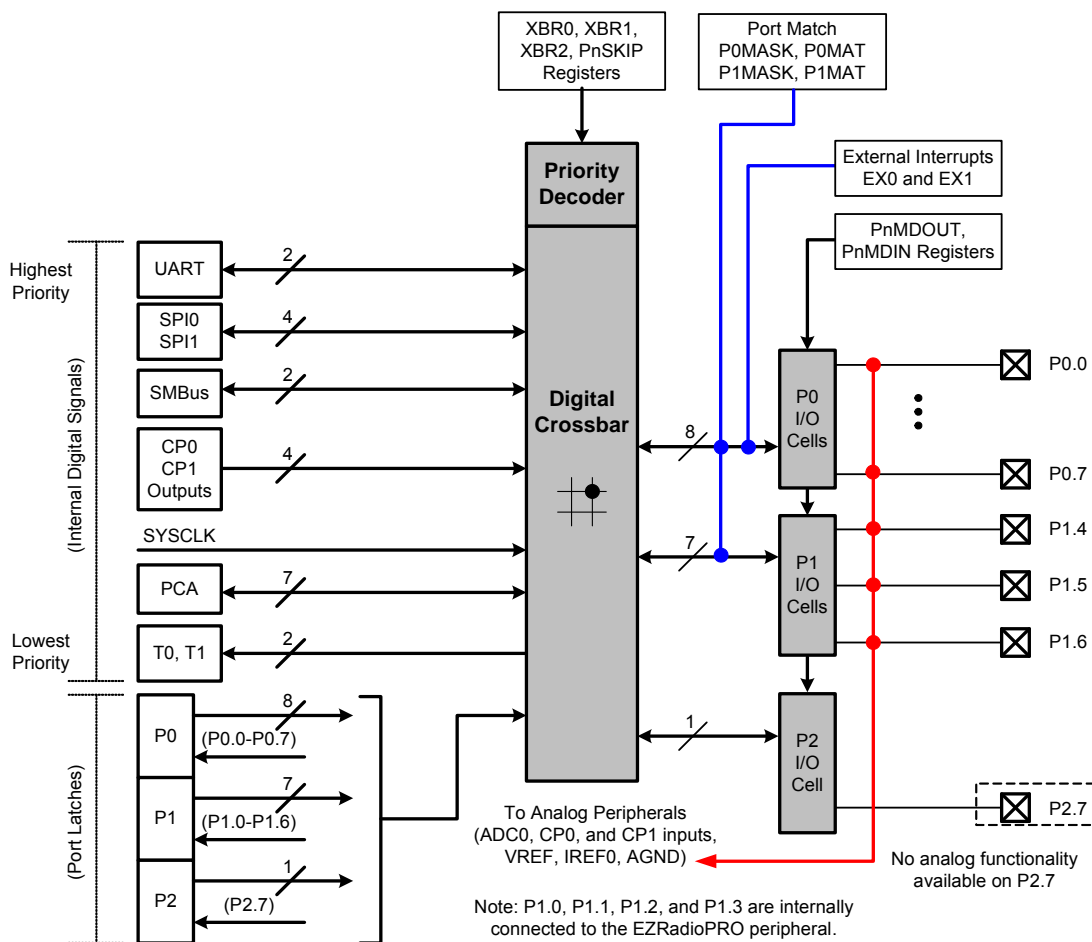 XBR0, XBR1,
XBR2, PnSKIP
Registers
Port Match
P0MASK, P0MAT
P1MASK, P1MAT
External Interrupts
EX0 and EX1
PnMDOUT,
PnMDIN Registers
Priority
Decoder
Digital
Crossbar
Highest
Priority
(Internal Digital Signals)
Lowest
Priority
(Port Latches)
UART
2
SPI0
SPI1
4
SMBus
2
CP0
CP1
Outputs
4
SYSCLK
PCA
7
T0, T1
2
P0
8
(P0.0-P0.7)
P1
7
(P1.0-P1.6)
P2
1
(P2.7)
8
7
1
P0
I/O
Cells
P1
I/O
Cells
P2
I/O
Cell
P0.0
P0.7
P1.4
P1.5
P1.6
P2.7
To Analog Peripherals
(ADC0, CP0, and CP1 inputs,
VREF, IREF0, AGND)
No analog functionality
available on P2.7
Note: P1.0, P1.1, P1.2, and P1.3 are internally
connected to the EZRadioPRO peripheral.